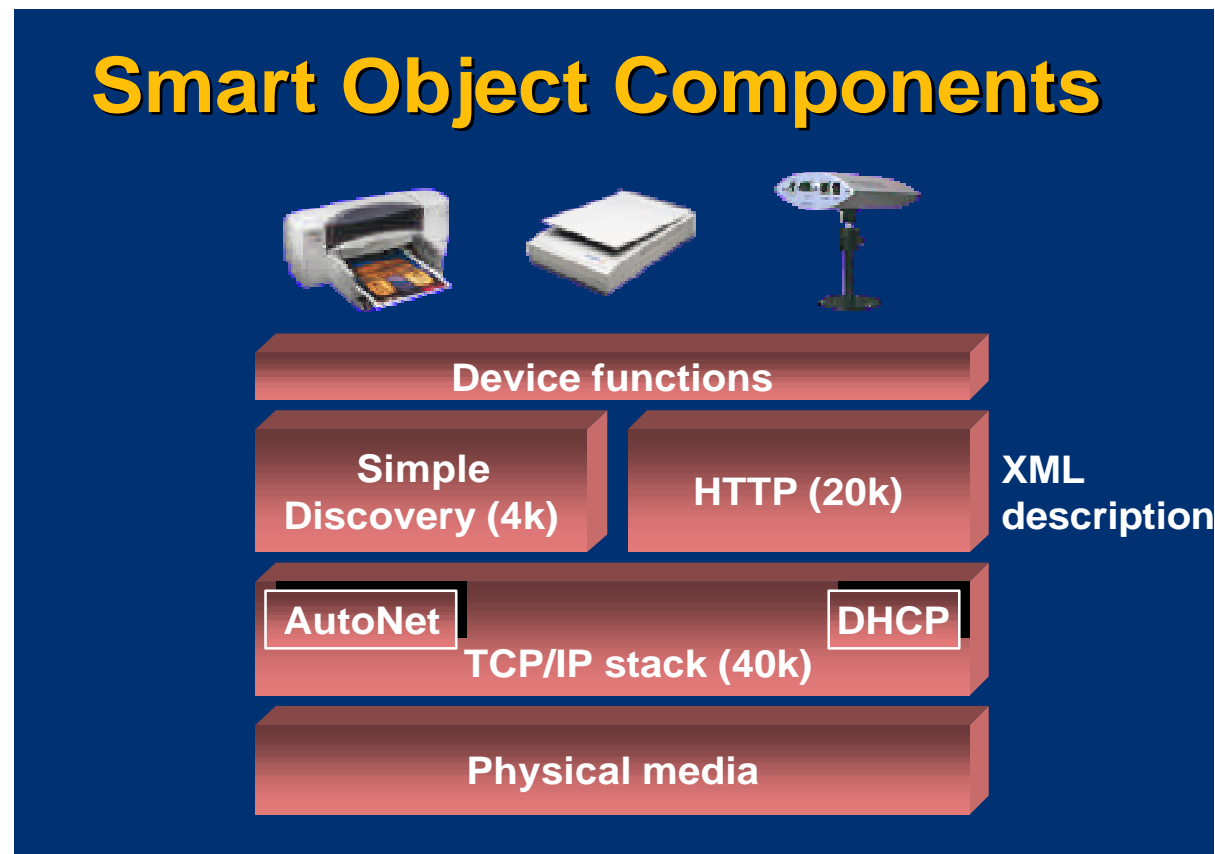 Smart Object Components
Device functions
Simple
Discovery (4k)
HTTP (20k)
XML
description
AutoNet
DHCP
TCP/IP stack (40k)
Physical media